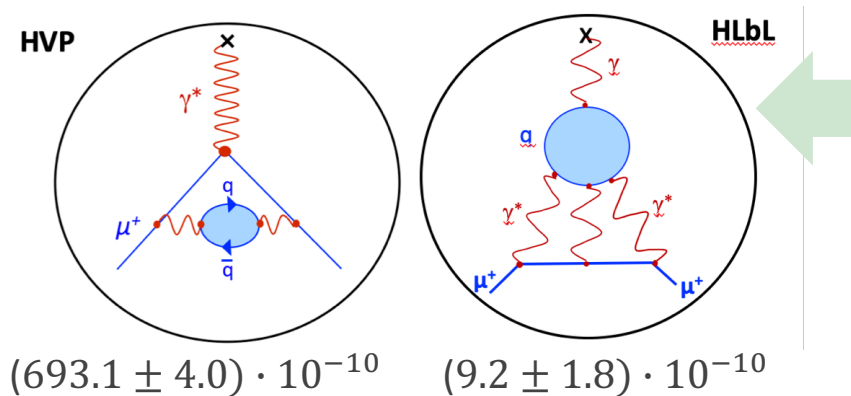 HVP
×
γ*
q
μ⁺
q̄
(693.1 ± 4.0) · 10⁻¹⁰
HLbL
X
γ
q
γ*
γ*
μ⁺
μ⁺
(9.2 ± 1.8) · 10⁻¹⁰